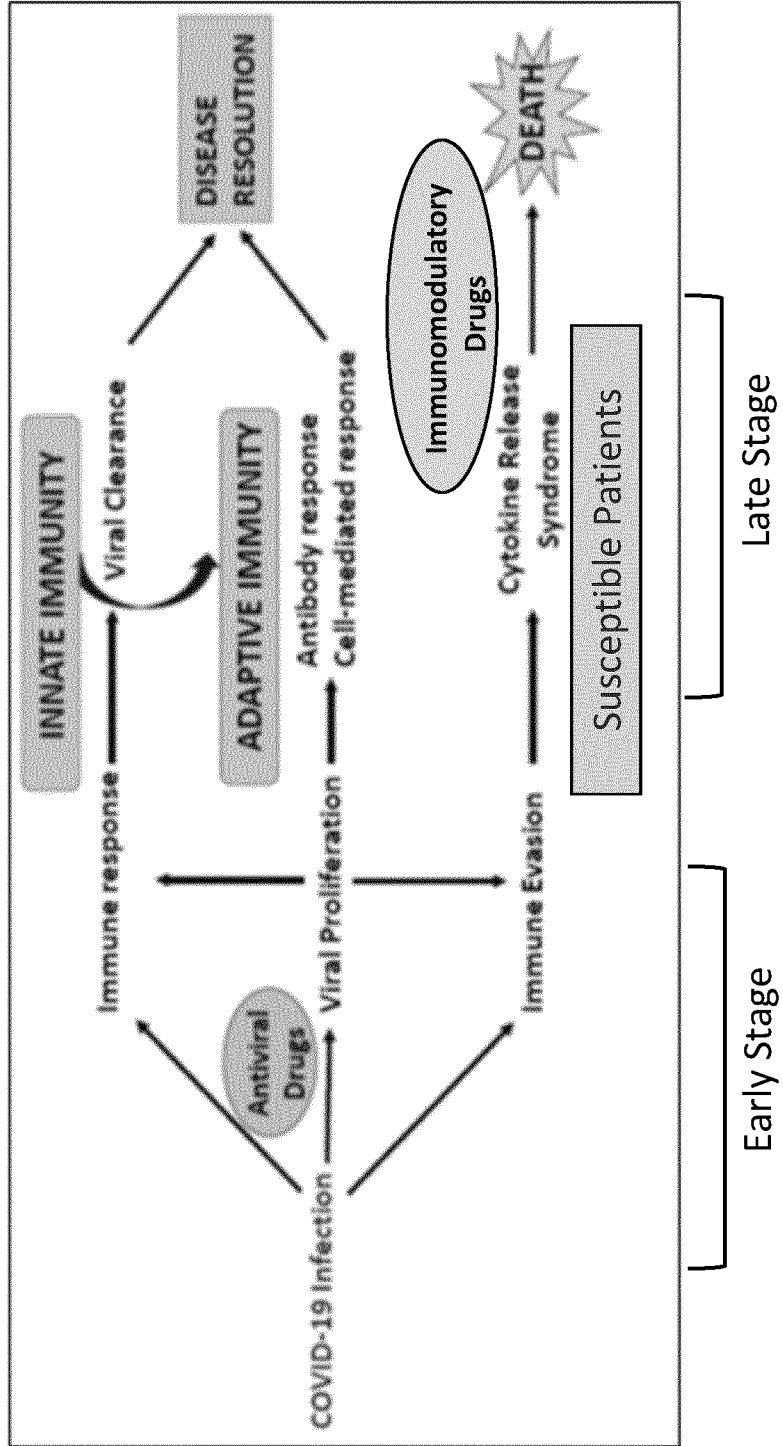 INNATE IMMUNITY
Immune response
Viral Clearance
DISEASE
RESOLUTION
ADAPTIVE IMMUNITY
Antiviral
Drugs
COVID-19 Infection
Viral Proliferation
Antibody response
Cell-mediated response
Immunomodulatory
Drugs
Immune Evasion
Cytokine Release
Syndrome
DEATH
Susceptible Patients
Early Stage
Late Stage